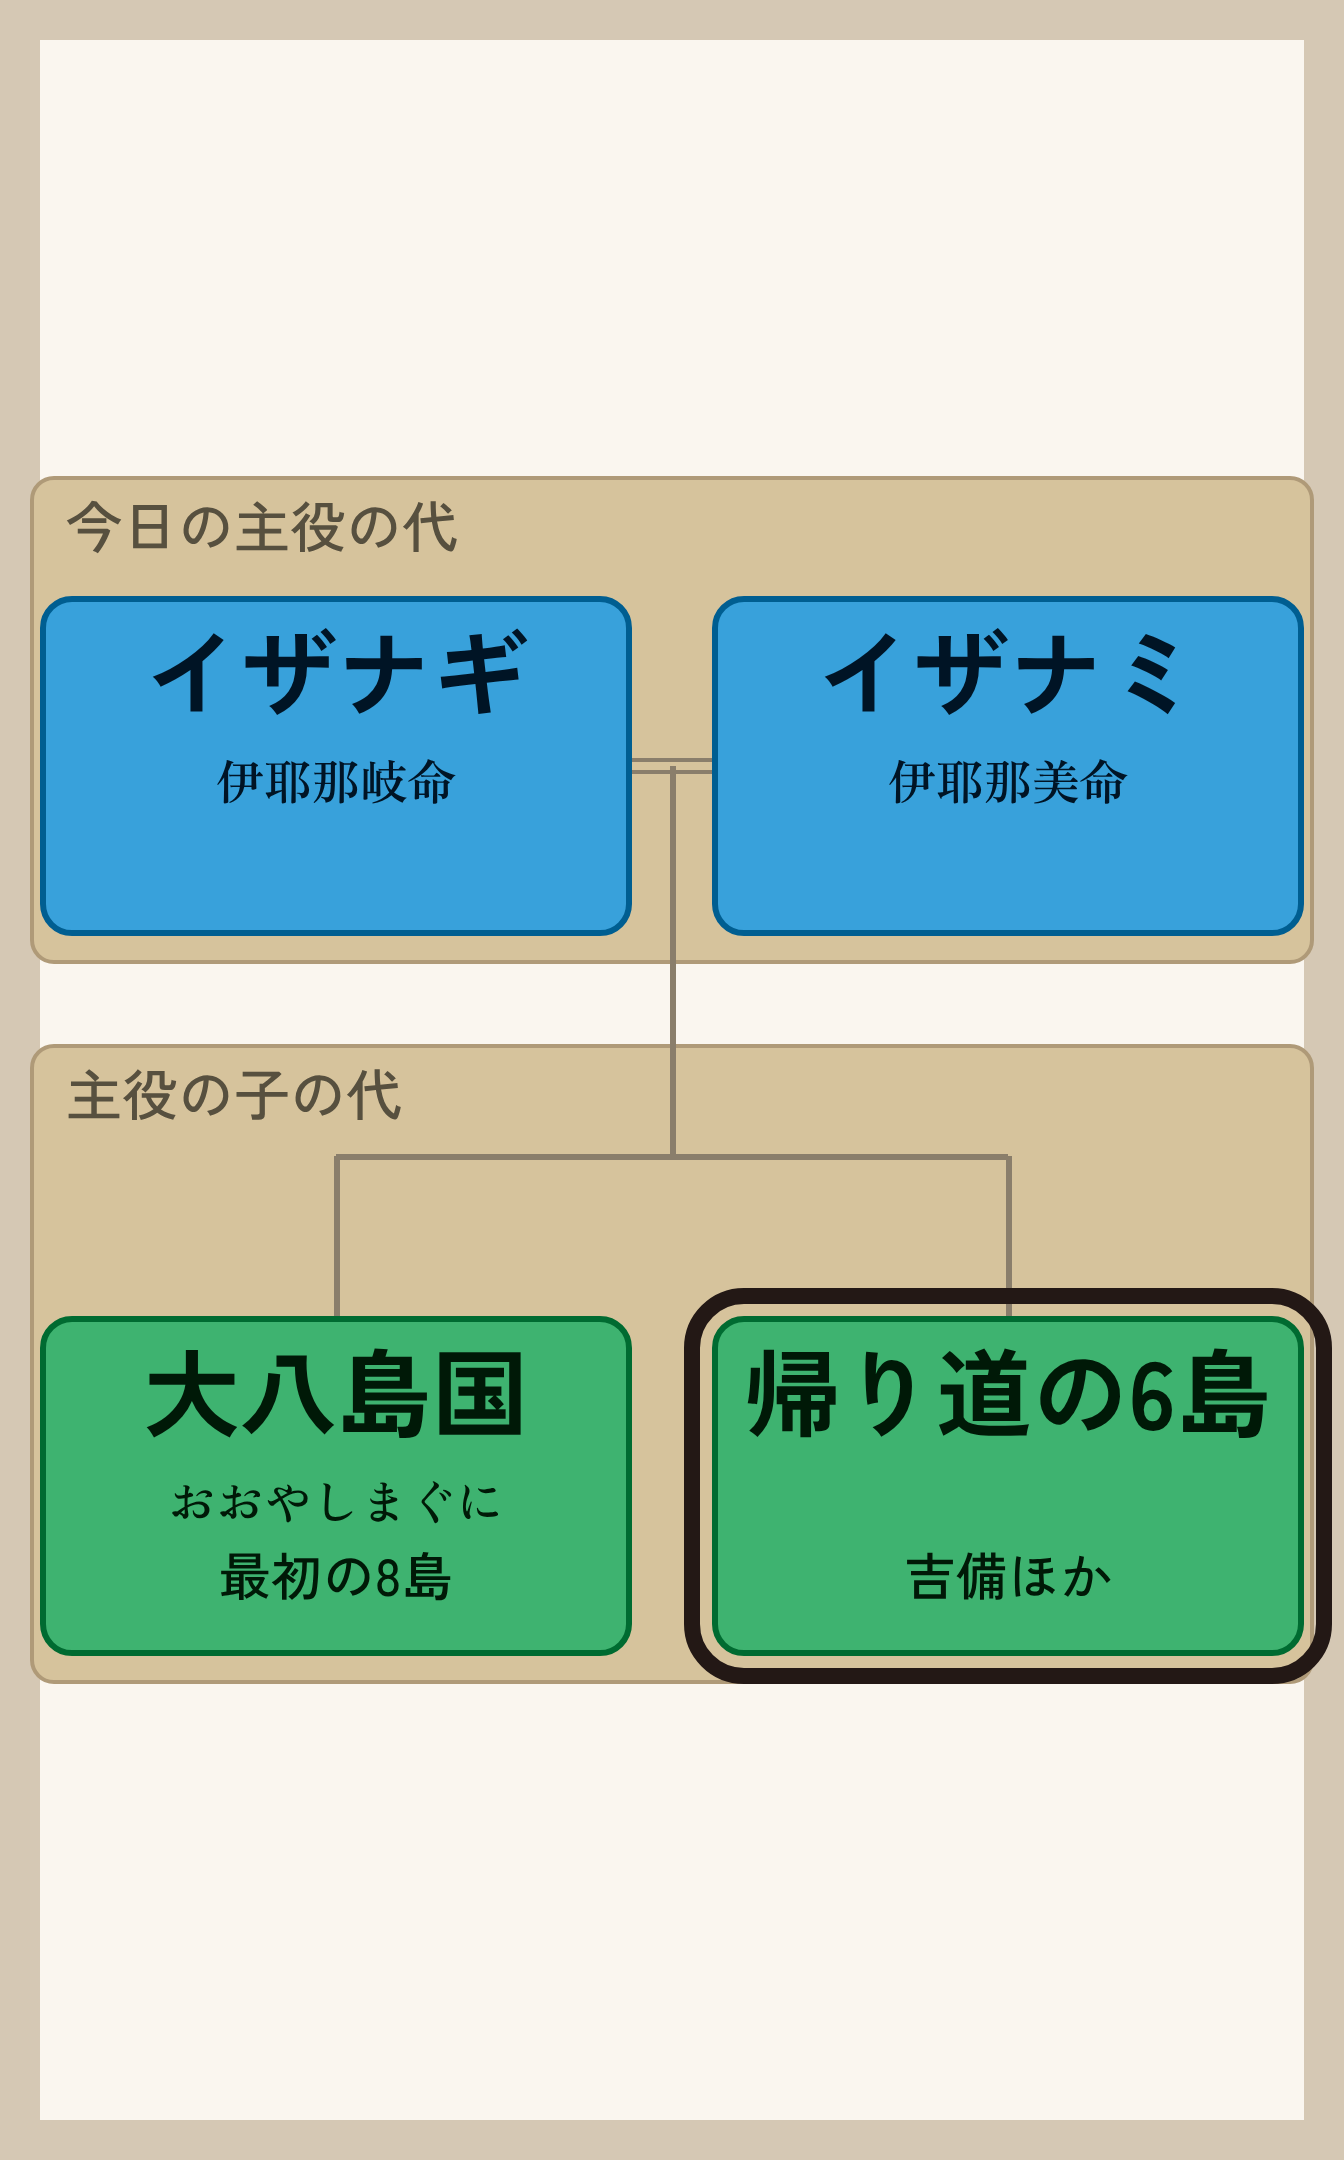 今日の主役の代
イザナギ
伊耶那岐命
イザナミ
伊耶那美命
主役の子の代
大八島国
おおやしまぐに
最初の8島
帰り道の6島
吉備ほか